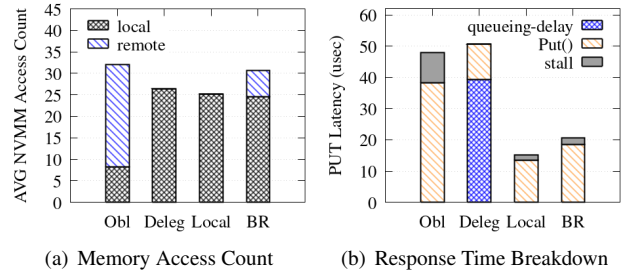 AVG NVMM Access Count
45
40
35
30
25
20
15
10
5
0
local
remote
Obl Deleg Local BR
(a) Memory Access Count
PUT Latency (usec)
60
50
40
30
20
10
0
queueing-delay
Put()
stall
Obl Deleg Local BR
(b) Response Time Breakdown